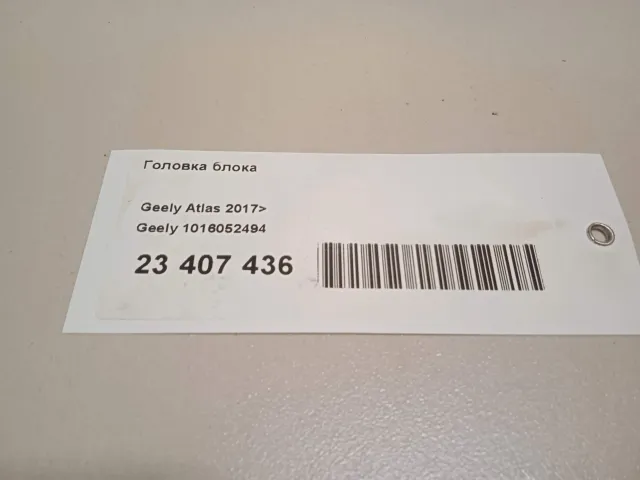 Головка блока
Geely Atlas 2017>
Geely 1016052494
23 407 436